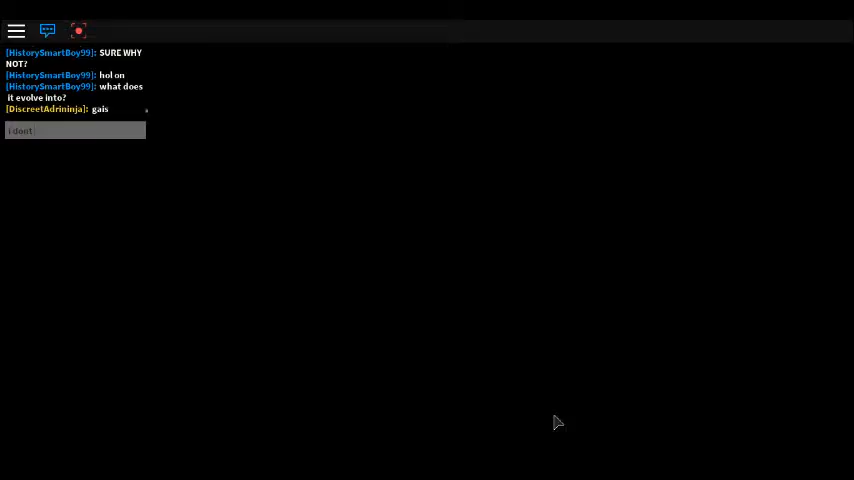 [HistorySmartBoy99]: SURE WHY
NOT?
[HistorySmartBoy99]: hol on
[HistorySmartBoy99]: what does
it evolve into?
[DiscreetAdrininja]: gais
i dont